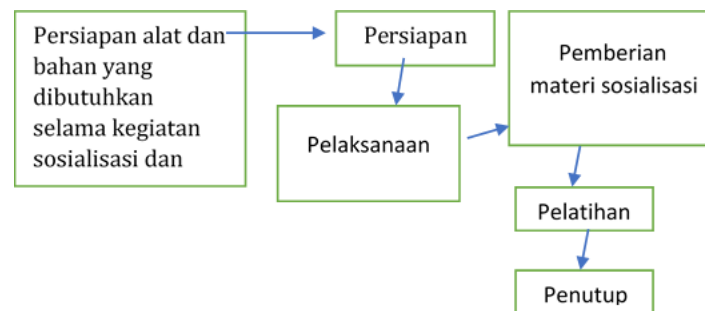 Persiapan alat dan
bahan yang
dibutuhkan
selama kegiatan
sosialisasi dan
Persiapan
Pelaksanaan
Pemberian
materi sosialisasi
Pelatihan
Penutup